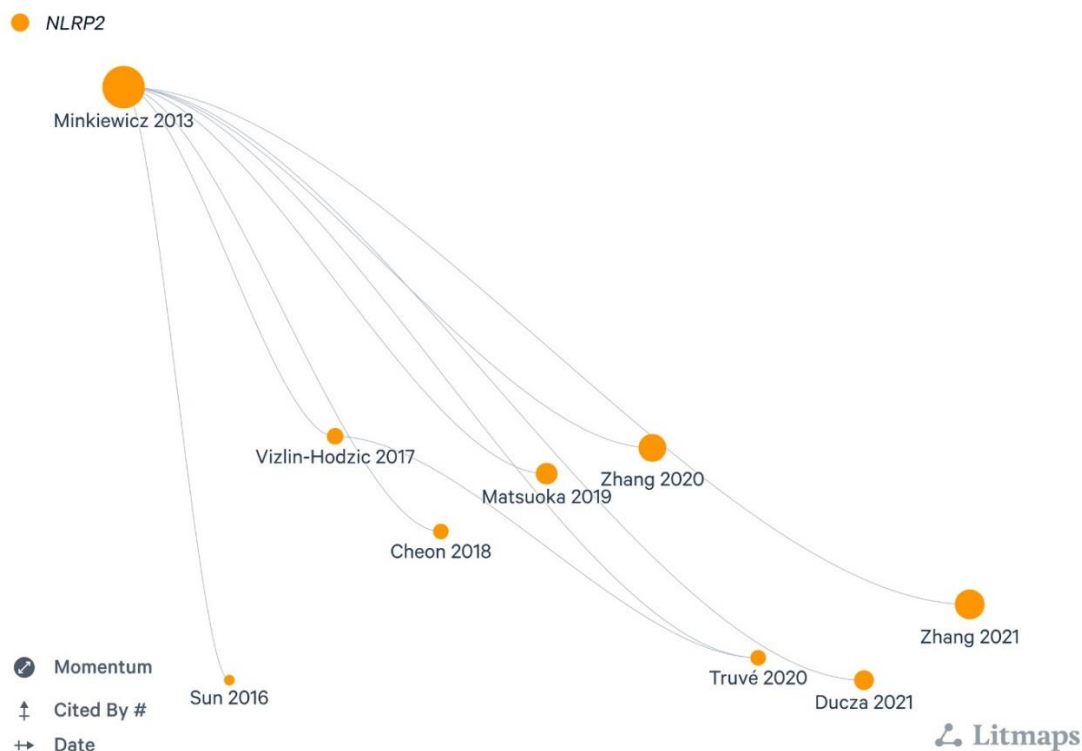 NLRP2
Minkiewicz 2013
Vizlin-Hodzic 2017
Matsuoka 2019
Zhang 2020
Cheon 2018
Zhang 2021
Truvé 2020
Ducza 2021
Sun 2016
Momentum
Cited By #
Date
Litmaps